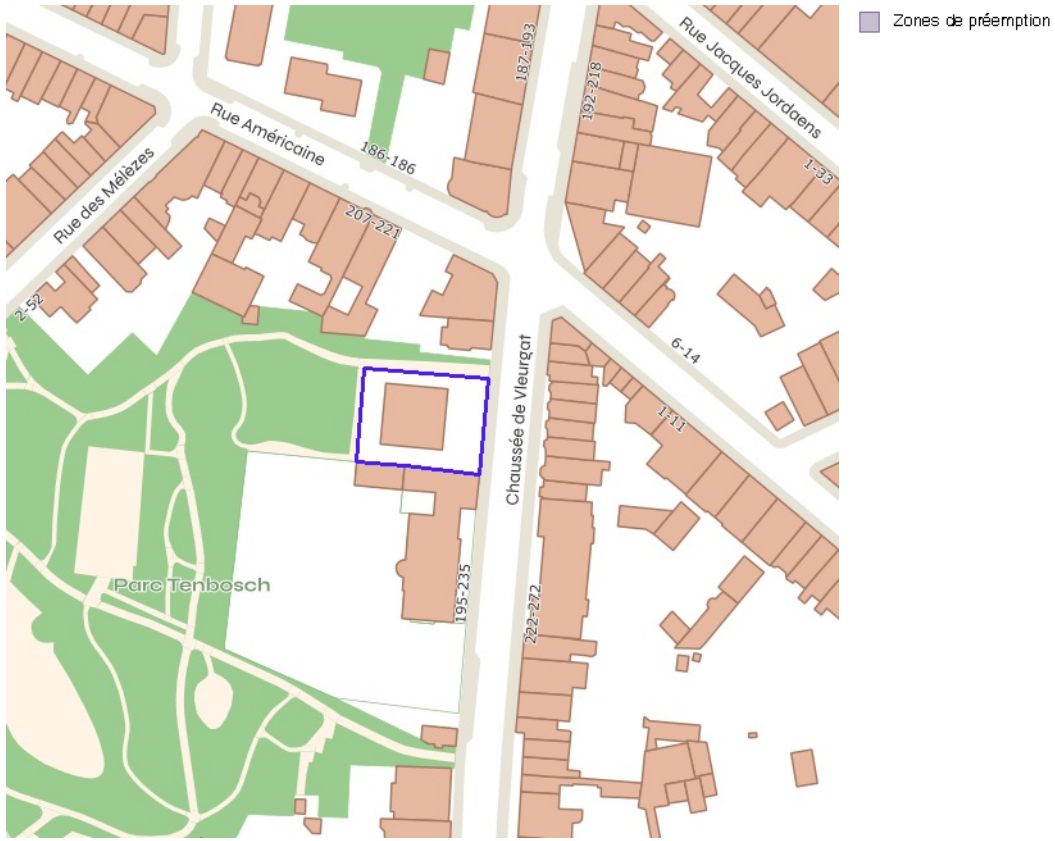 Zones de préemption
Rue Jacques Jordaens
187-193
192-218
Rue Américaine
186-186
1-33
Rue des Mélèzes
207-221
2-52
Chaussée de Vleurgat
6-14
1-11
Parc Tenbosch
195-235
222-272